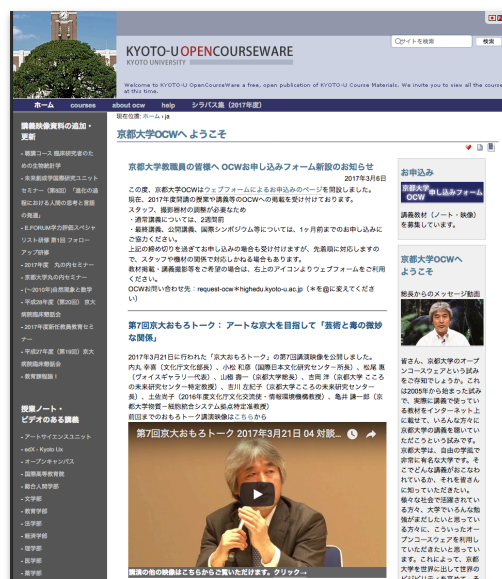 サイトを検索
検索
KYOTO-U OPENCOURSEWARE
KYOTO UNIVERSITY
Welcome to KYOTO-U OpenCourseWare a free, open publication of KYOTO-U Course Materials. We invite you to view all the course
at this time.
ホーム courses about ocw help シラバス集（2017年度）
現在位置: ホーム › ja
講義映像資料の追加・
更新
・聴講コース 臨床研究者のた
めの生物統計学
・未来創成学国際研究ユニット
セミナー（第8回）「進化の過
程における人間の思考と言語
の発達」
・E.FORUM学力評価スペシャ
リスト研修 第1回 フォロー
アップ研修
・2017年度 丸の内セミナー
・京都大学丸の内セミナー
・[～2010年]自然現象と数学
・平成28年度（第20回） 京大
病院臨床懇話会
・2017年度新任教員教育セミ
ナー
・平成27年度（第19回）京大
病院臨床懇話会
・教育課程論Ⅰ
授業ノート・
ビデオのある講義
・アートサイエンスユニット
・edX - Kyoto Ux
・オープンキャンパス
・国際高等教育院
・総合人間学部
・文学部
・教育学部
・法学部
・経済学部
・理学部
・医学部
・薬学部
京都大学OCWへ ようこそ
京都大学教職員の皆様へ OCWお申し込みフォーム新設のお知らせ
2017年3月6日
この度、京都大学OCWはウェブフォームによるお申込みのページを開設しました。
現在、2017年度開講の授業や講義等のOCWへの掲載を受け付けております。
スタッフ、撮影器材の調整が必要なため
・通常講義については、2週間前
・最終講義、公開講義、国際シンポジウム等については、1ヶ月前までのお申し込みに
ご協力ください。
上記の締め切りを過ぎてお申し込みの場合も受け付けますが、先着順に対応しますの
で、スタッフや機材の関係で対応しかねる場合もあります。
教材掲載・講義撮影等をご希望の場合は、右上のアイコンよりウェブフォームをご利用
ください。
OCWお問い合わせ先：request-ocw＊highedu.kyoto-u.ac.jp（＊を@に変えてくださ
い）
第7回京大おもろトーク： アートな京大を目指して「芸術と毒の微妙
な関係」
2017年3月21日に行われた「京大おもろトーク」の第7回講演映像を公開しました。
内丸 幸喜（文化庁文化部長）、小松 和彦（国際日本文化研究センター所長）、松尾 惠
（ヴォイスギャラリー代表）、山極 壽一（京都大学総長）、吉岡 洋（京都大学 こころ
の未来研究センター特定教授）、吉川 左紀子（京都大学こころの未来研究センター
長）、土佐尚子（2016年度文化庁文化交流使・情報環境機構教授）、亀井 謙一郎（京
都大学物質ー細胞統合システム拠点特定准教授）
前回までのおもろトーク講演映像はこちらから
第7回京大おもろトーク 2017年3月21日 04 対談...
講演の他の映像はこちらからご覧いただけます。クリック→
お申込み
京都大学
OCW 申し込みフォーム
講義教材（ノート・映像）
を募集しています。
京都大学OCWへ
ようこそ
総長からのメッセージ動画
皆さん、京都大学のオープ
ンコースウェアという試み
をご存知でしょうか。これ
は2005年から始まった試み
で、実際に講義で使ってい
る教材をインターネット上
に載せて、いろんな方々に
京都大学の講義を聴いてい
ただこうという試みです。
京都大学は、自由の学風で
非常に有名な大学です。そ
こでどんな講義がおこなわ
れているか、それを皆さん
に知っていただきたい。
様々な社会で活躍されてい
る方々、大学でいろんな勉
強がまだしたいと思ってい
る方々に、こういったオー
プンコースウェアを利用し
ていただきたいと思ってい
ます。これによって、京都
大学を世界に出して世界の